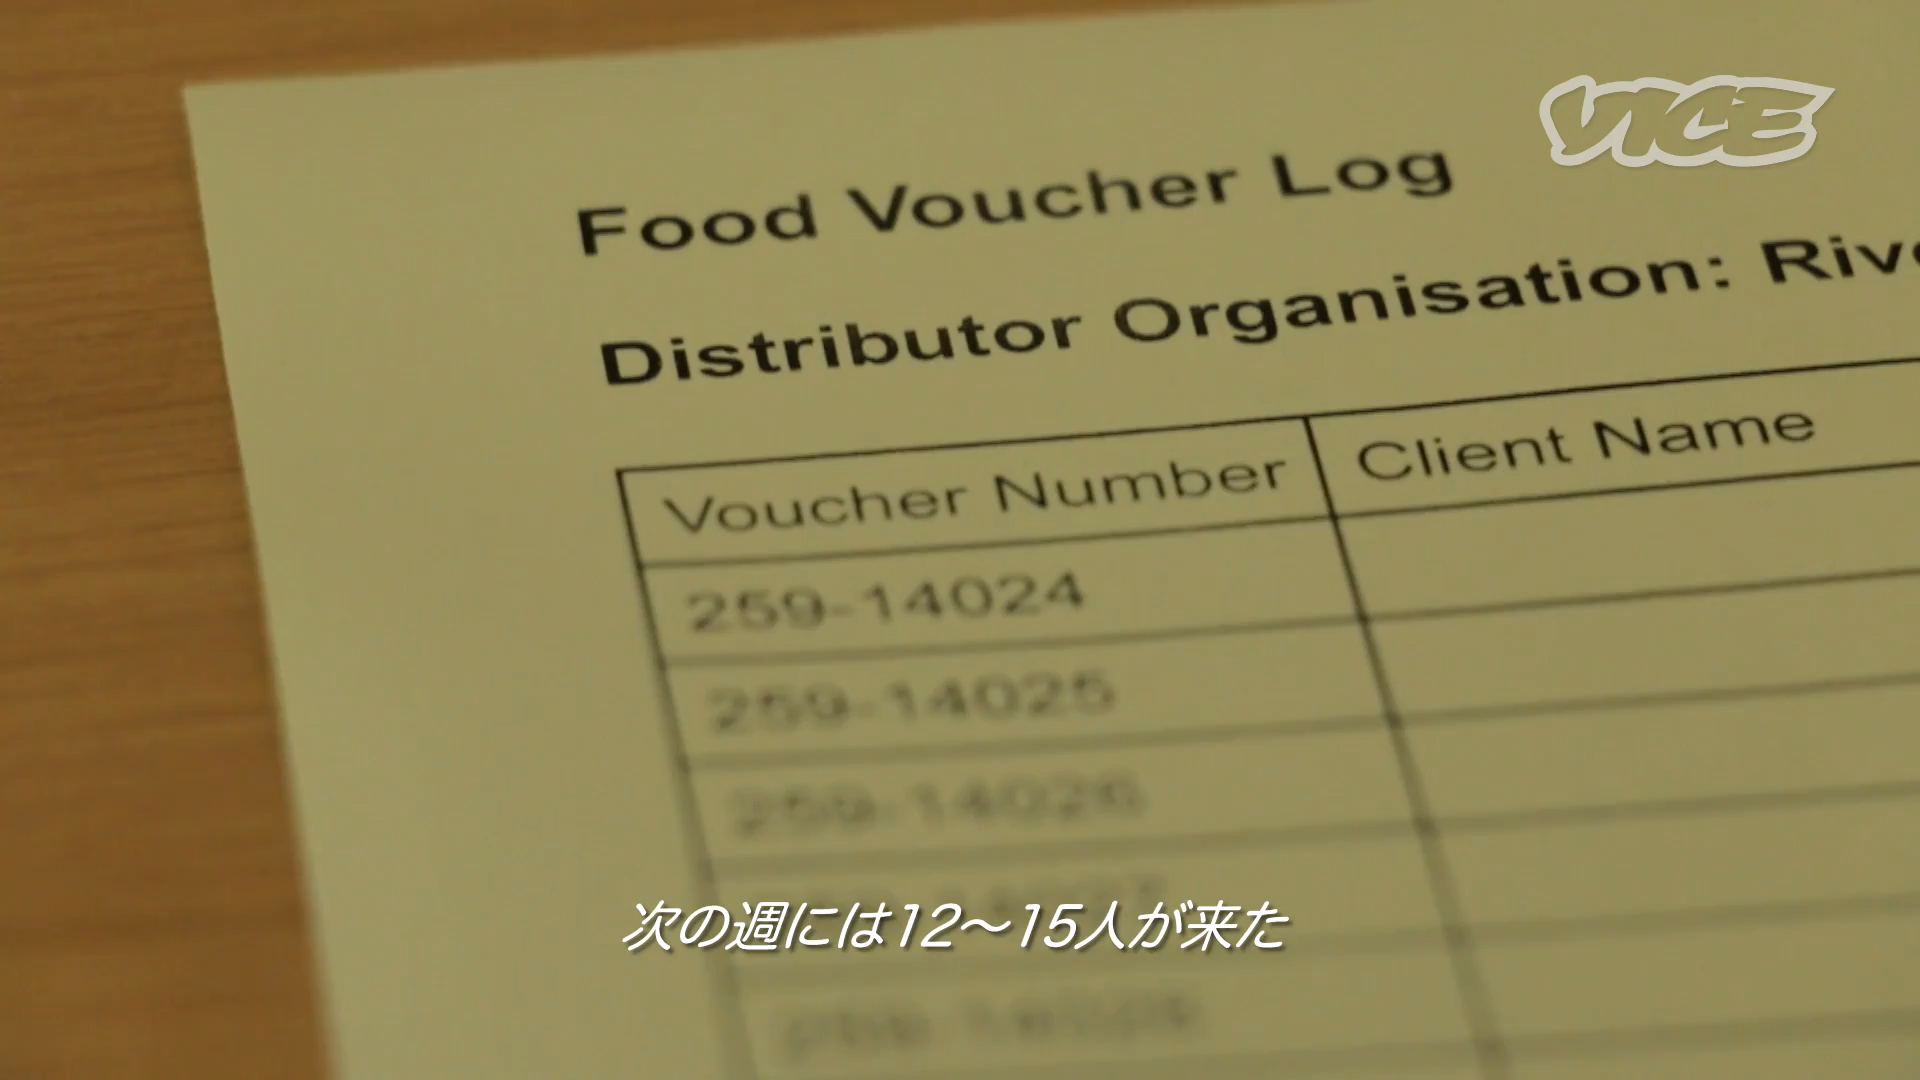 VICE
Food Voucher Log
Distributor Organisation:
Voucher Number
Client Name
259-14024
259-14025
259-14026
次の週には12〜15人が来た